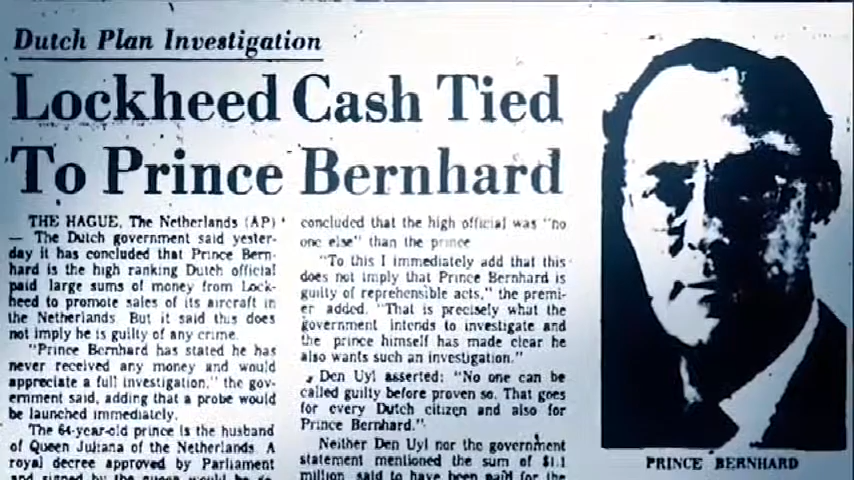 Dutch Plan Investigation
Lockheed Cash Tied
To Prince Bernhard
THE HAGUE, The Netherlands (AP)
— The Dutch government said yester-
day it has concluded that Prince Bern-
hard is the high ranking Dutch official
paid large sums of money from Lock-
heed to promote sales of its aircraft in
the Netherlands. But it said this does
not imply he is guilty of any crime.
"Prince Bernhard has stated he has
never received any money and would
appreciate a full investigation," the gov-
ernment said, adding that a probe would
be launched immediately.
The 64-year-old prince is the husband
of Queen Juliana of the Netherlands. A
royal decree approved by Parliament
and signed by the queen would be
concluded that the high official was "no
one else" than the prince
"To this I immediately add that this
does not imply that Prince Bernhard is
guilty of reprehensible acts," the premi-
er added. "That is precisely what the
government intends to investigate and
the prince himself has made clear he
also wants such an investigation."
Den Uyl asserted: "No one can be
called guilty before proven so. That goes
for every Dutch citizen and also for
Prince Bernhard."
Neither Den Uyl nor the government
statement mentioned the sum of $1.1
million said to have been paid for the
PRINCE BERNHARD